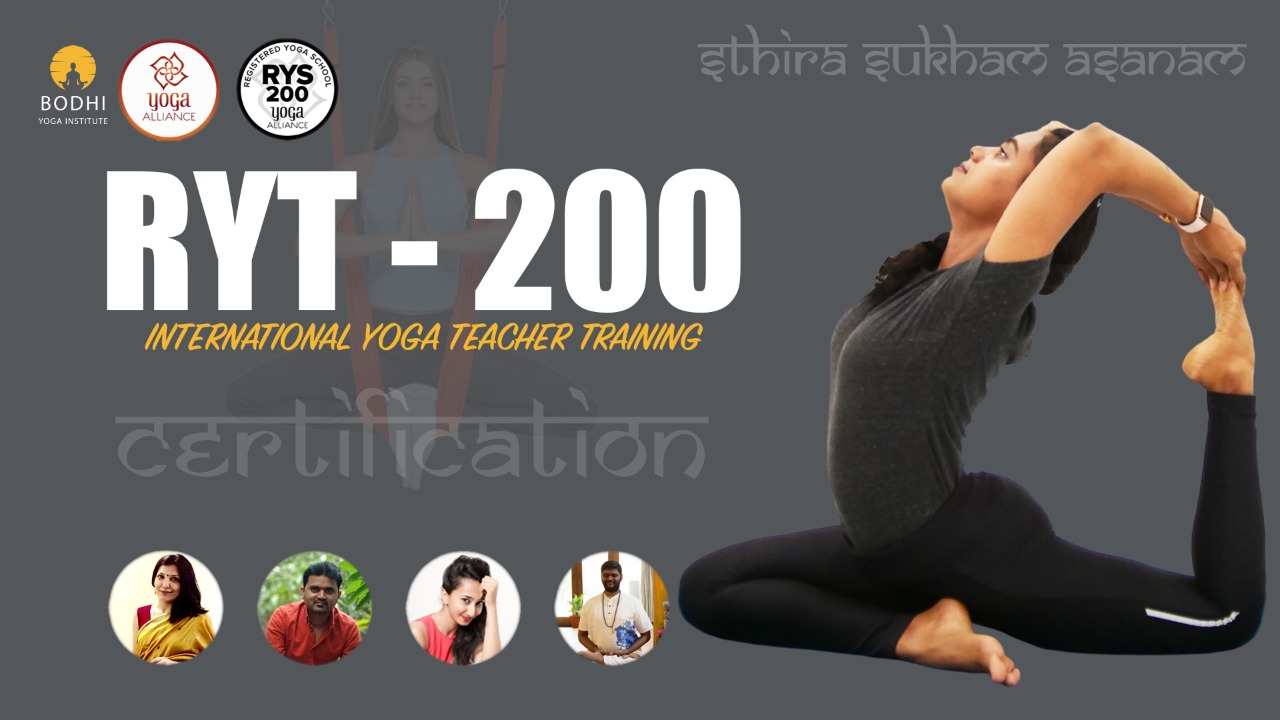 BODHI
YOGA INSTITUTE
yoga
ALLIANCE
REGISTERED YOGA SCHOOL
RYS
200
yoga
ALLIANCE
sthira sukham asanam
RYT - 200
INTERNATIONAL YOGA TEACHER TRAINING
certification